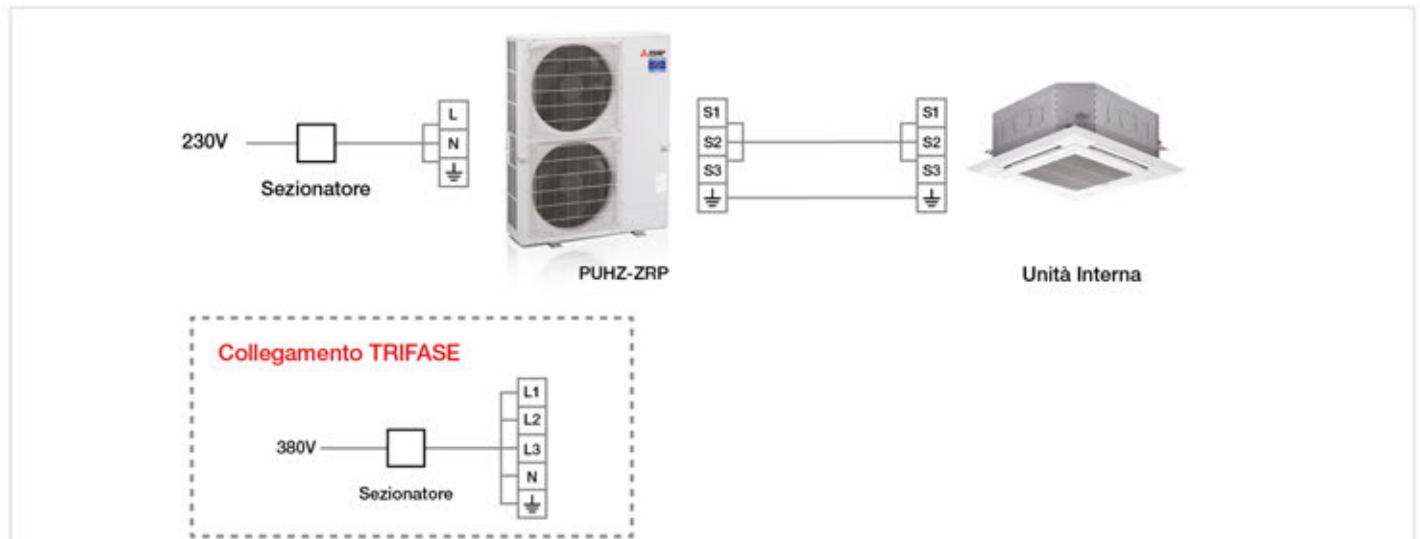 L
S1
S1
230V
N
S2
S2
Sezionatore
S3
S3
PUHZ-ZRP
Unità Interna
Collegamento TRIFASE
L1
L2
380V
L3
N
Sezionatore